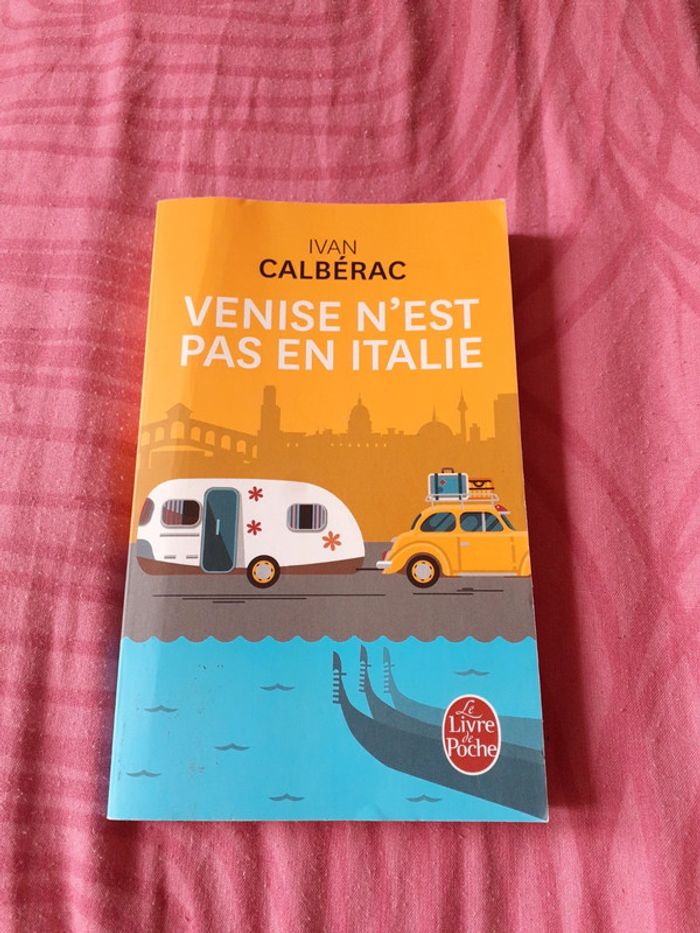 IVAN
CALBÉRAC
VENISE N'EST
PAS EN ITALIE
Le
Livre
de
Poche